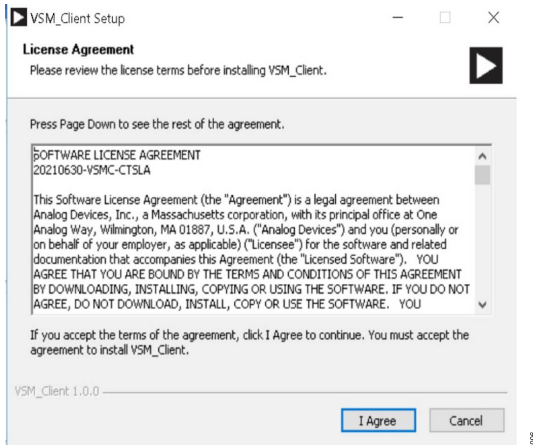 VSM_Client Setup
License Agreement
Please review the license terms before installing VSM_Client.
Press Page Down to see the rest of the agreement.
SOFTWARE LICENSE AGREEMENT
20210630-VSMC-CTSLA
This Software License Agreement (the "Agreement") is a legal agreement between
Analog Devices, Inc., a Massachusetts corporation, with its principal office at One
Analog Way, Wilmington, MA 01887, U.S.A. ("Analog Devices") and you (personally or
on behalf of your employer, as applicable) ("Licensee") for the software and related
documentation that accompanies this Agreement (the "Licensed Software"). YOU
AGREE THAT YOU ARE BOUND BY THE TERMS AND CONDITIONS OF THIS AGREEMENT
BY DOWNLOADING, INSTALLING, COPYING OR USING THE SOFTWARE. IF YOU DO NOT
AGREE, DO NOT DOWNLOAD, INSTALL, COPY OR USE THE SOFTWARE. YOU
If you accept the terms of the agreement, click I Agree to continue. You must accept the
agreement to install VSM_Client.
VSM_Client 1.0.0
I Agree
Cancel